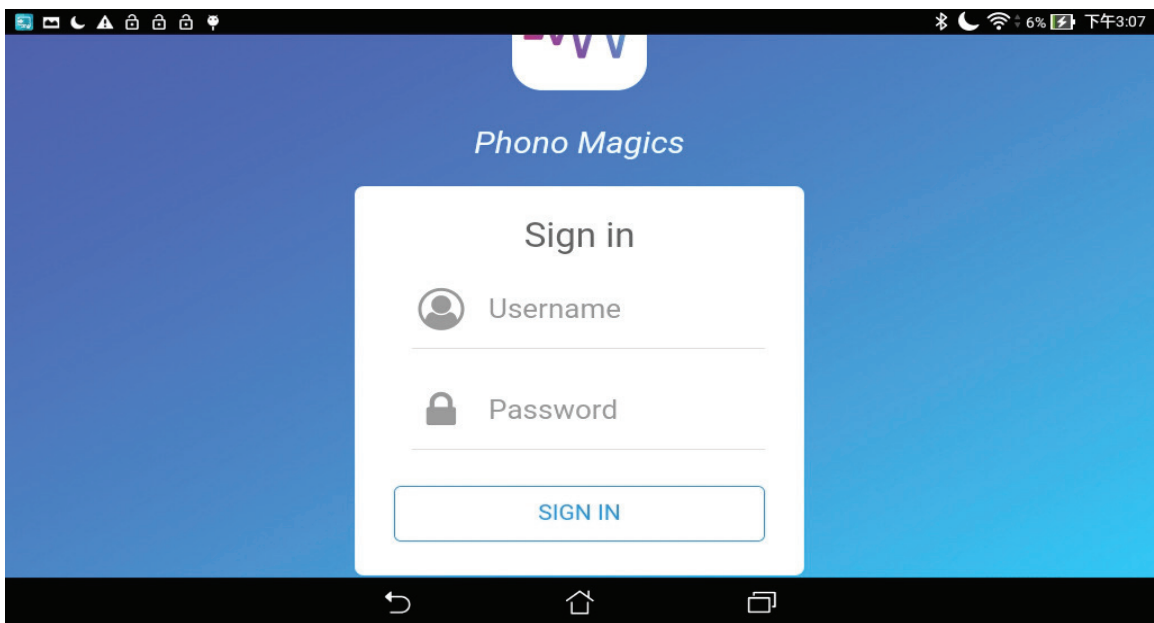 6% 下午3:07
Phono Magics
Sign in
Username
Password
SIGN IN